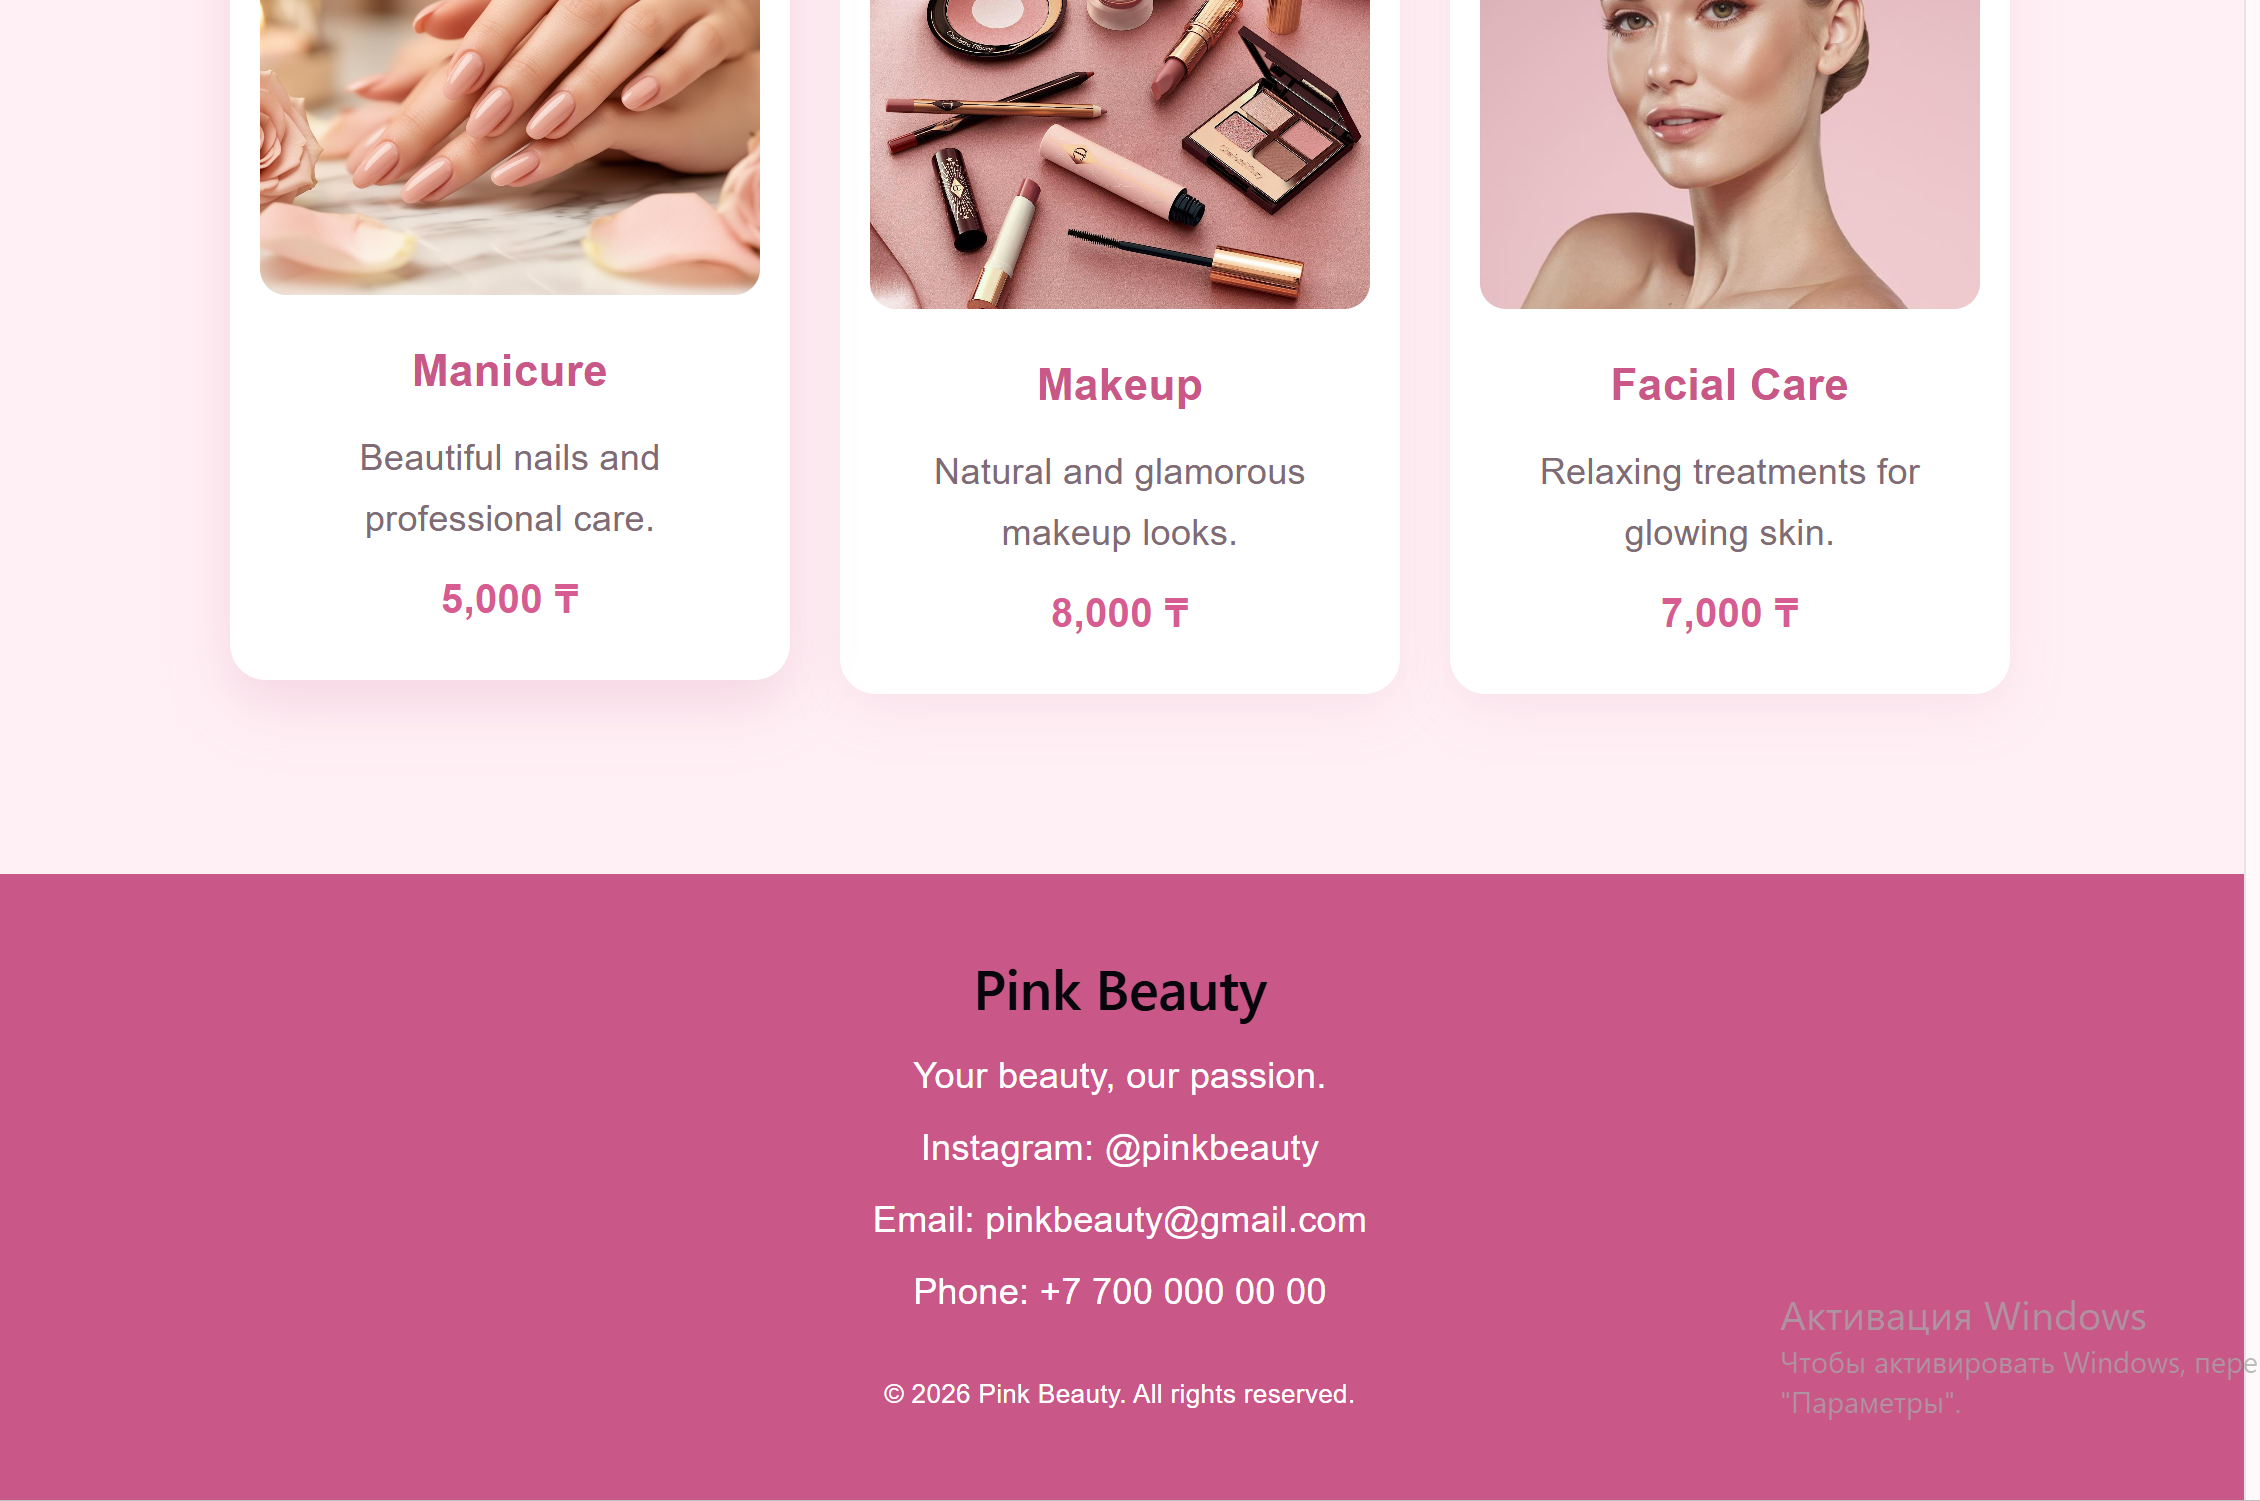 Manicure
Beautiful nails and
professional care.
5,000 ₸
Makeup
Natural and glamorous
makeup looks.
8,000 ₸
Facial Care
Relaxing treatments for
glowing skin.
7,000 ₸
Pink Beauty
Your beauty, our passion.
Instagram: @pinkbeauty
Email: pinkbeauty@gmail.com
Phone: +7 700 000 00 00
© 2026 Pink Beauty. All rights reserved.
Активация Windows
Чтобы активировать Windows, пере
"Параметры".